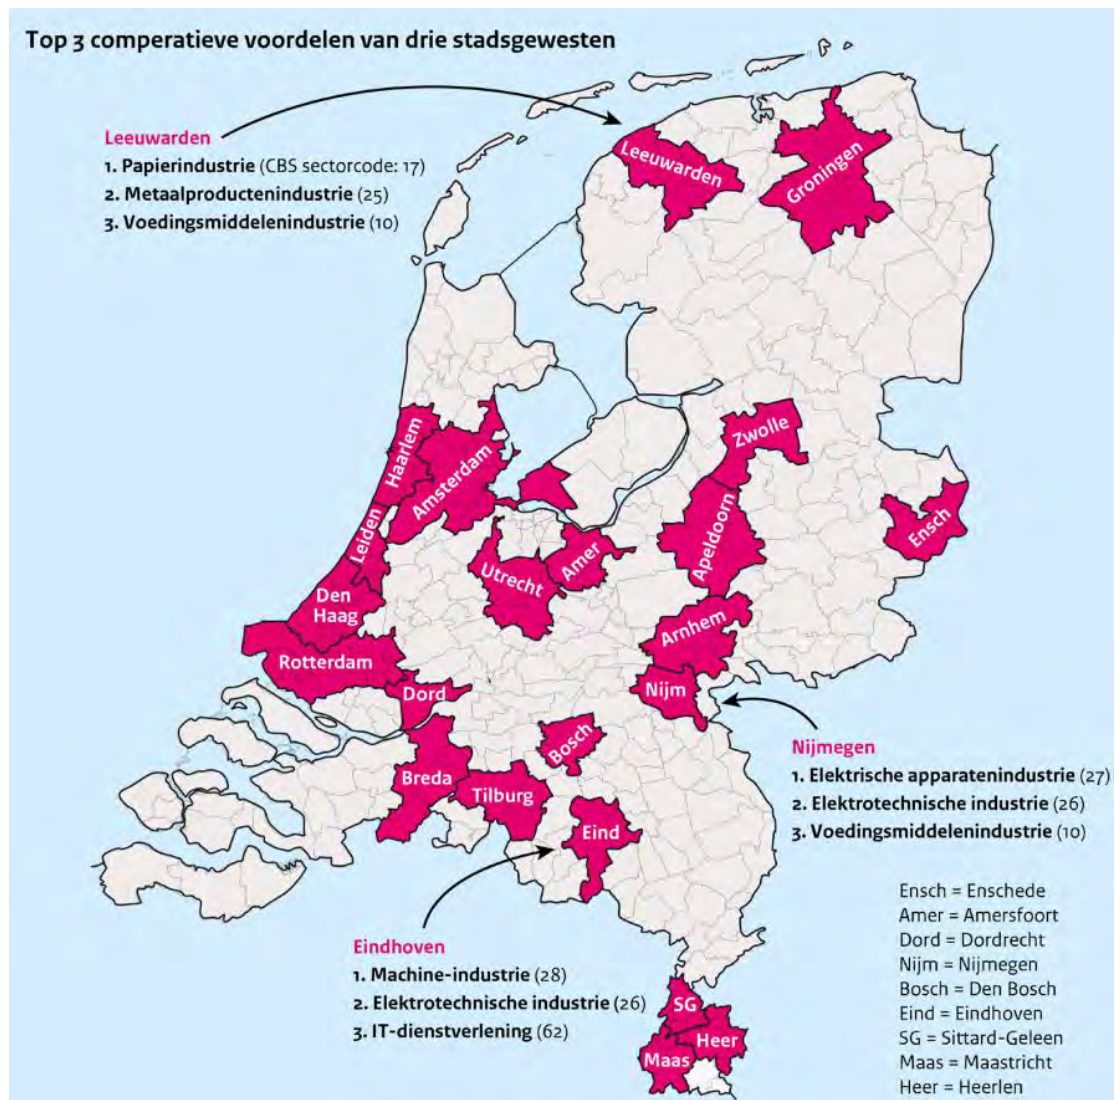 Top 3 comperatieve voordelen van drie stadsgewesten
Leeuwarden
1. Papierindustrie (CBS sectorcode: 17)
2. Metaalproductenindustrie (25)
3. Voedingsmiddelenindustrie (10)
Leeuwarden
Groningen
Zwolle
Haarlem
Amsterdam
Leiden
Apeldoorn
Ensch
Utrecht
Amer
Den
Haag
Arnhem
Rotterdam
Dord
Nijm
Bosch
Breda
Tilburg
Eind
Nijmegen
1. Elektrische apparatenindustrie (27)
2. Elektrotechnische industrie (26)
3. Voedingsmiddelenindustrie (10)
Eindhoven
1. Machine-industrie (28)
2. Elektrotechnische industrie (26)
3. IT-dienstverlening (62)
SG
Heer
Maas
Ensch = Enschede
Amer = Amersfoort
Dord = Dordrecht
Nijm = Nijmegen
Bosch = Den Bosch
Eind = Eindhoven
SG = Sittard-Geleen
Maas = Maastricht
Heer = Heerlen